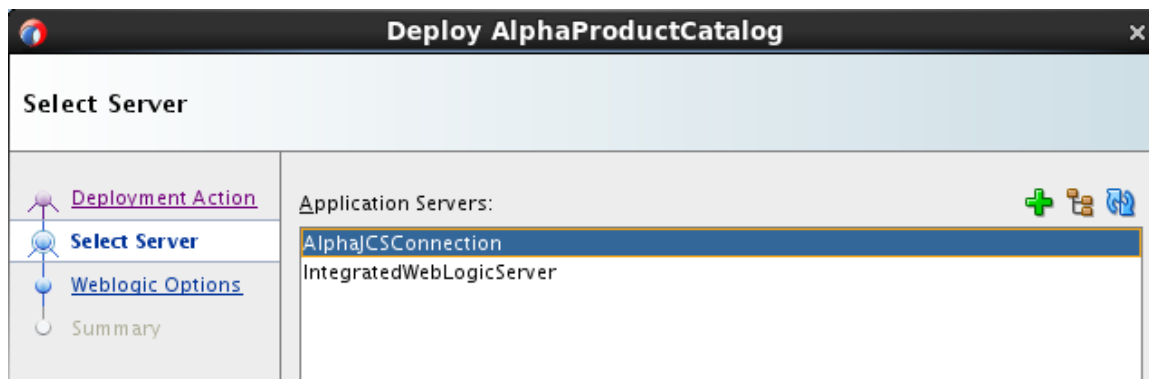 Deploy AlphaProductCatalog
Select Server
Deployment Action
Select Server
Weblogic Options
Summary
Application Servers:
AlphaJCSConnection
IntegratedWebLogicServer